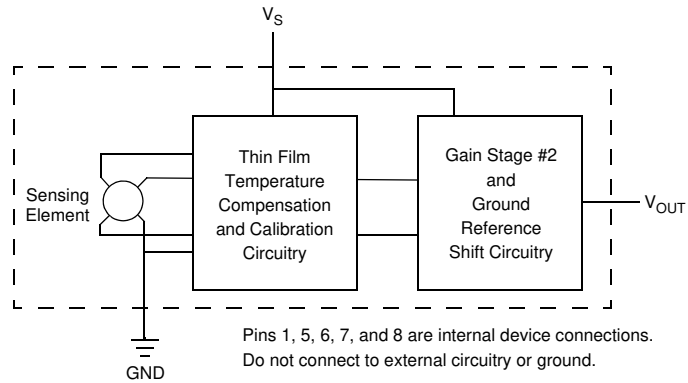 VS
Sensing
Element
Thin Film
Temperature
Compensation
and Calibration
Circuitry
Gain Stage #2
and
Ground
Reference
Shift Circuitry
VOUT
GND
Pins 1, 5, 6, 7, and 8 are internal device connections.
Do not connect to external circuitry or ground.